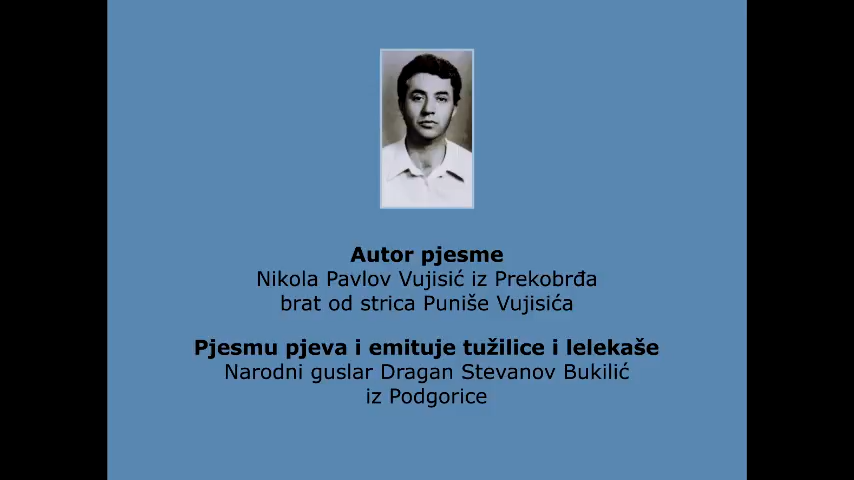 Autor pjesme
Nikola Pavlov Vujisić iz Prekobrđa
brat od strica Puniše Vujisića
Pjesmu pjeva i emituje tužilice i lelekaše
Narodni guslar Dragan Stevanov Bukilić
iz Podgorice